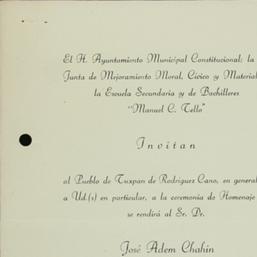 El H. Ayuntamiento Municipal Constitucional; la
Junta de Mejoramiento Moral, Cívico y Material
la Escuela Secundaria y de Bachilleres
"Manuel C. Tello"
Invitan
al Pueblo de Tuxpan de Rodríguez Cano, en general
a Ud.(s) en particular, a la ceremonia de Homenaje
se rendirá al Sr. Dr.
José Adem Chahin